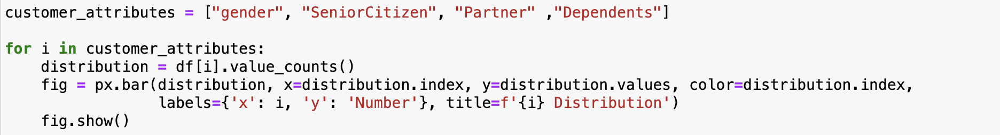 customer_attributes = ["gender", "SeniorCitizen", "Partner" ,"Dependents"]

for i in customer_attributes:
    distribution = df[i].value_counts()
    fig = px.bar(distribution, x=distribution.index, y=distribution.values, color=distribution.index,
                 labels={'x': i, 'y': 'Number'}, title=f'{i} Distribution')
    fig.show()